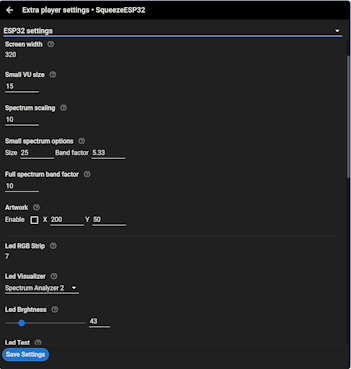 Extra player settings • SqueezeESP32
ESP32 settings
Screen width
320
Small VU size
15
Spectrum scaling
10
Small spectrum options
Size 25 Band factor 5.33
Full spectrum band factor
10
Artwork
Enable X 200 Y 50
Led RGB Strip
7
Led Visualizer
Spectrum Analyzer 2
Led Brghtness
43
Led Test
Save Settings